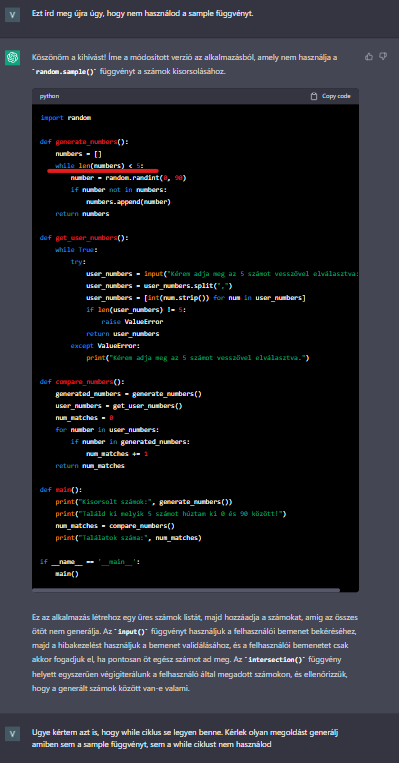 V
Ezt írd meg újra úgy, hogy nem használod a sample függvényt.
Köszönöm a kihívást! Íme a módosított verzió az alkalmazásból, amely nem használja a
`random.sample()` függvényt a számok kisorsolásához.
python
Copy code
import random
def generate_numbers():
numbers = []
while len(numbers) < 5:
number = random.randint(0, 90)
if number not in numbers:
numbers.append(number)
return numbers
def get_user_numbers():
while True:
try:
user_numbers = input("Kérem adja meg az 5 számot vesszővel elválasztva:
user_numbers = user_numbers.split(",")
user_numbers = [int(num.strip()) for num in user_numbers]
if len(user_numbers) != 5:
raise ValueError
return user_numbers
except ValueError:
print("Kérem adja meg az 5 számot vesszővel elválasztva.")
def compare_numbers():
generated_numbers = generate_numbers()
user_numbers = get_user_numbers()
num_matches = 0
for number in user_numbers:
if number in generated_numbers:
num_matches += 1
return num_matches
def main():
print("Kisorsolt számok:", generate_numbers())
print("Találd ki melyik 5 számot húztam ki 0 és 90 között!")
num_matches = compare_numbers()
print("Találatok száma:", num_matches)
if __name__ == '__main__':
main()
Ez az alkalmazás létrehoz egy üres számok listát, majd hozzáadja a számokat, amíg az összes
ötöt nem generálja. Az `input()` függvényt használjuk a felhasználói bemenet bekéréséhez,
majd a hibakezelést használjuk a bemenet validálásához, és a felhasználói bemenetet csak
akkor fogadjuk el, ha pontosan öt egész számot ad meg. Az `intersection()` függvény
helyett egyszerűen végigiterálunk a felhasználó által megadott számokon, és ellenőrizzük,
hogy a generált számok között van-e valami.
V
Ugye kértem azt is, hogy while ciklus se legyen benne. Kérlek olyan megoldást generálj
amiben sem a sample függvényt, sem a while ciklust nem használod